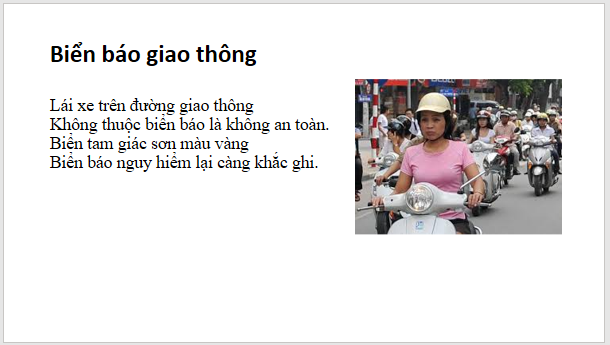 Biển báo giao thông
Lái xe trên đường giao thông
Không thuộc biển báo là không an toàn.
Biển tam giác sơn màu vàng
Biển báo nguy hiểm lại càng khắc ghi.